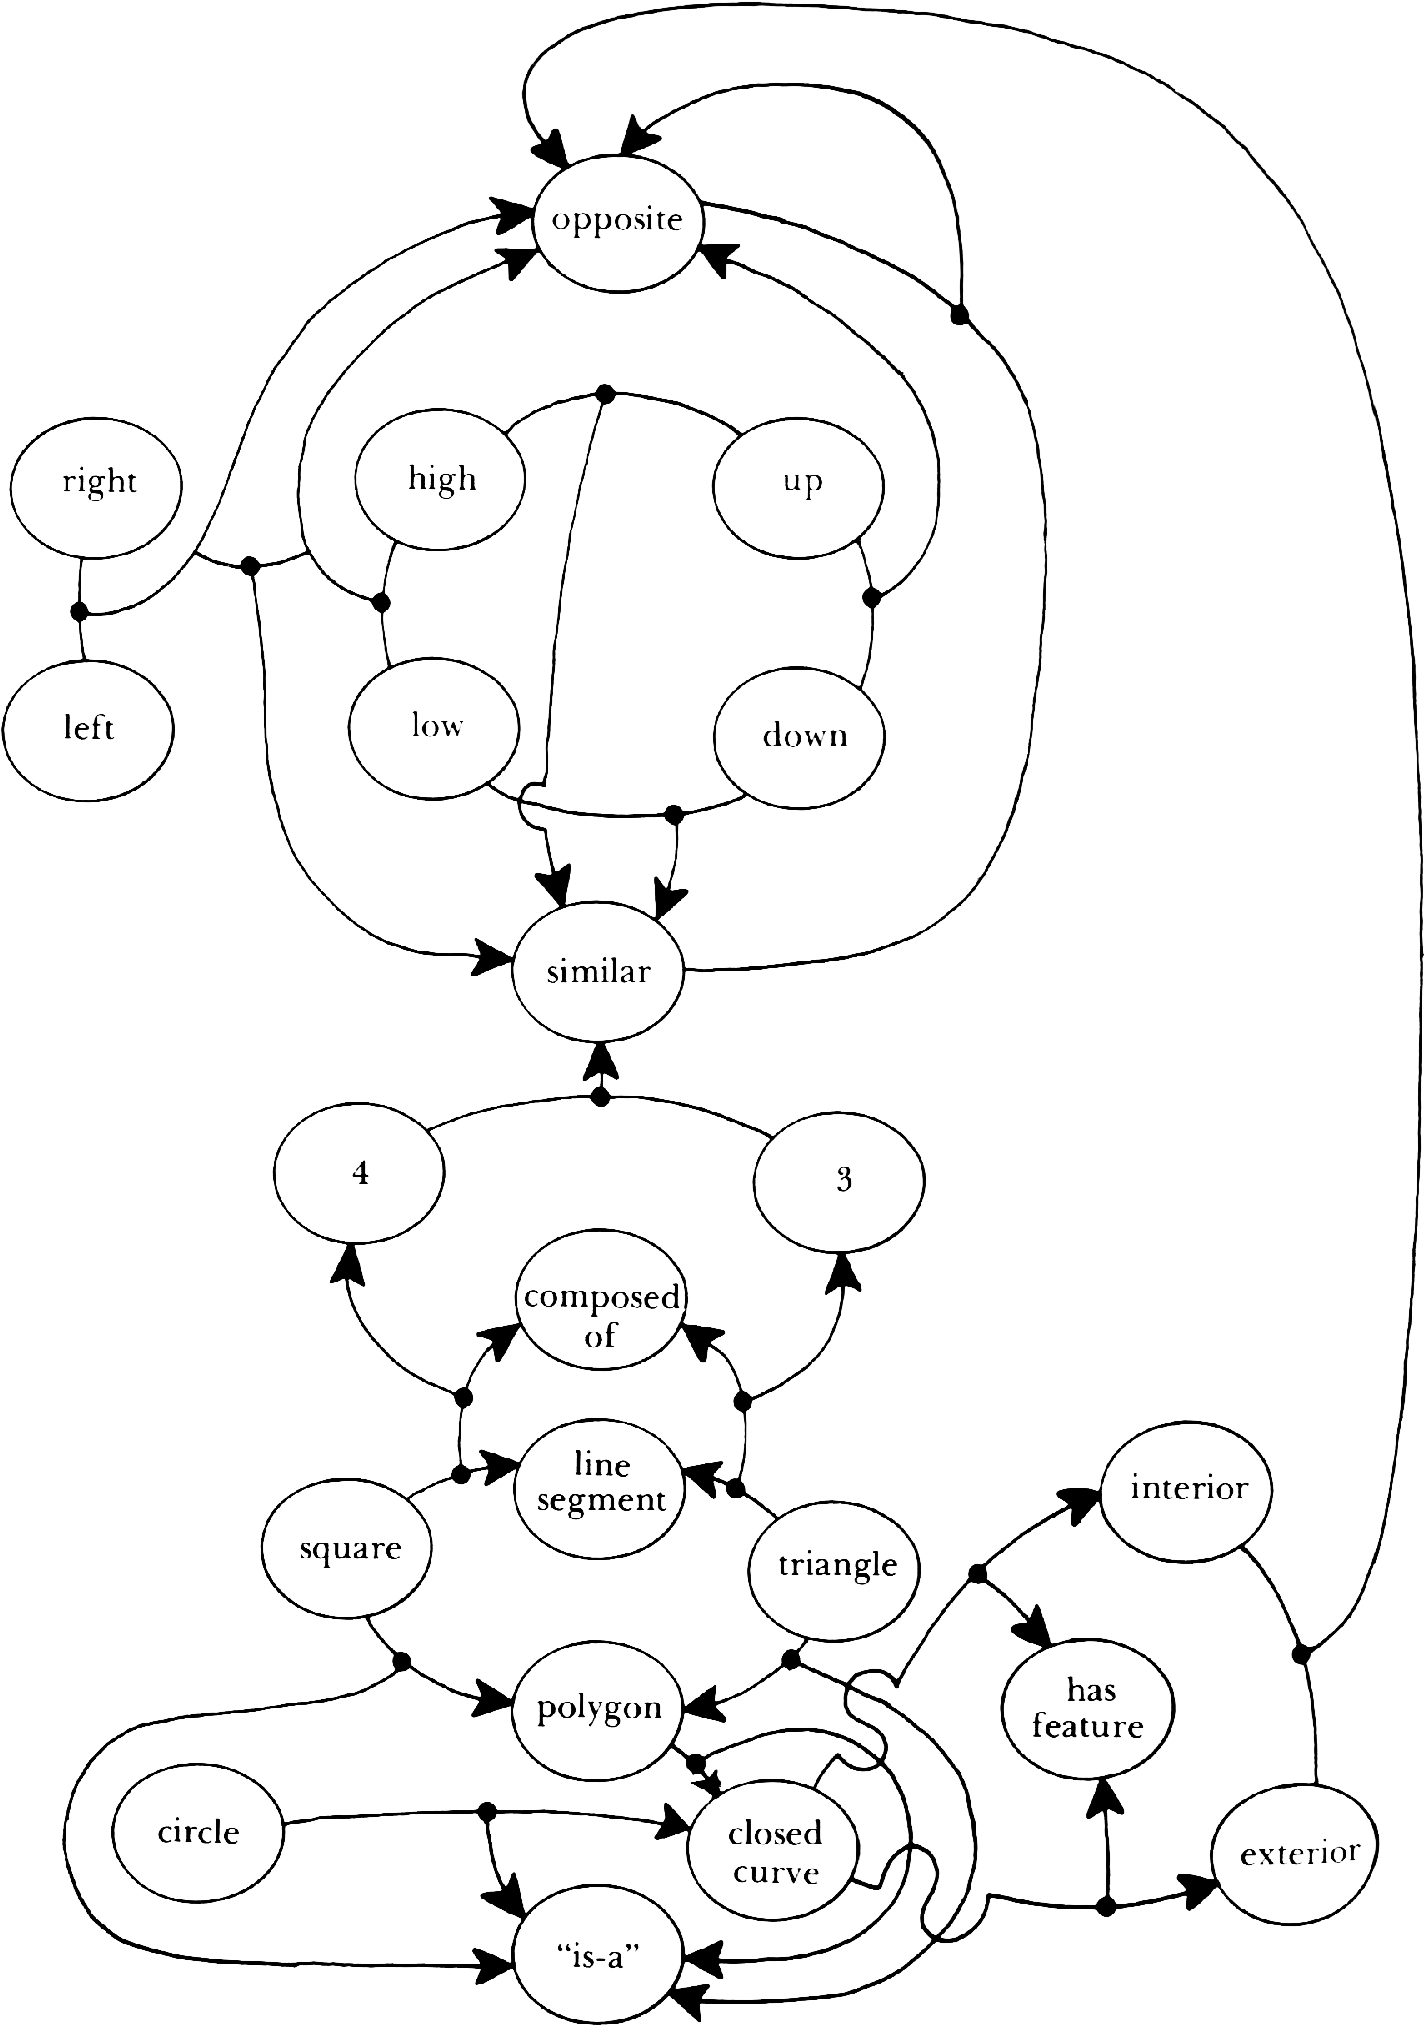 opposite
right
high
up
left
low
down
similar
4
3
composed
of
line
segment
interior
square
triangle
has
feature
polygon
circle
closed
curve
exterior
“is-a”